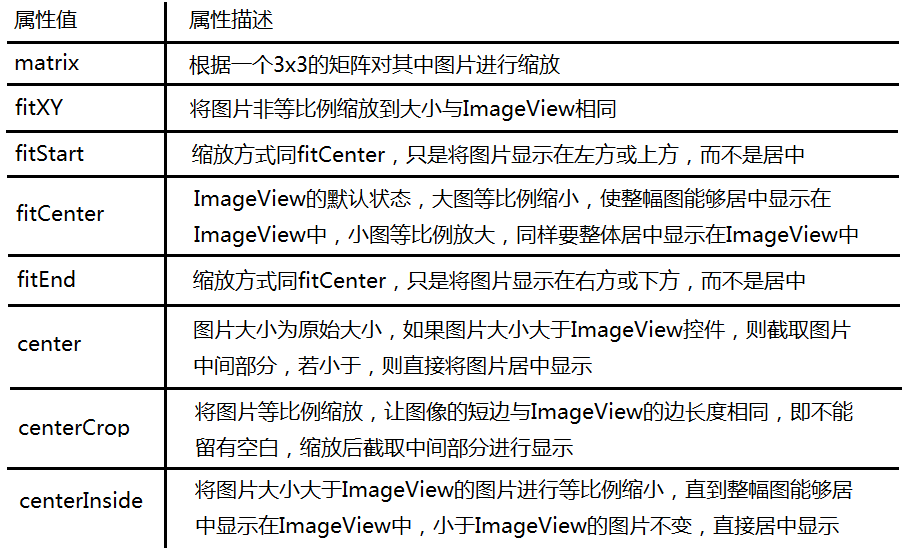 属性值 属性描述
matrix 根据一个3x3的矩阵对其中图片进行缩放
fitXY 将图片非等比例缩放到大小与ImageView相同
fitStart 缩放方式同fitCenter，只是将图片显示在左方或上方，而不是居中
fitCenter ImageView的默认状态，大图等比例缩小，使整幅图能够居中显示在
ImageView中，小图等比例放大，同样要整体居中显示在ImageView中
fitEnd 缩放方式同fitCenter，只是将图片显示在右方或下方，而不是居中
center 图片大小为原始大小，如果图片大小大于ImageView控件，则截取图片
中间部分，若小于，则直接将图片居中显示
centerCrop 将图片等比例缩放，让图像的短边与ImageView的边长度相同，即不能
留有空白，缩放后截取中间部分进行显示
centerInside 将图片大小大于ImageView的图片进行等比例缩小，直到整幅图能够居
中显示在ImageView中，小于ImageView的图片不变，直接居中显示